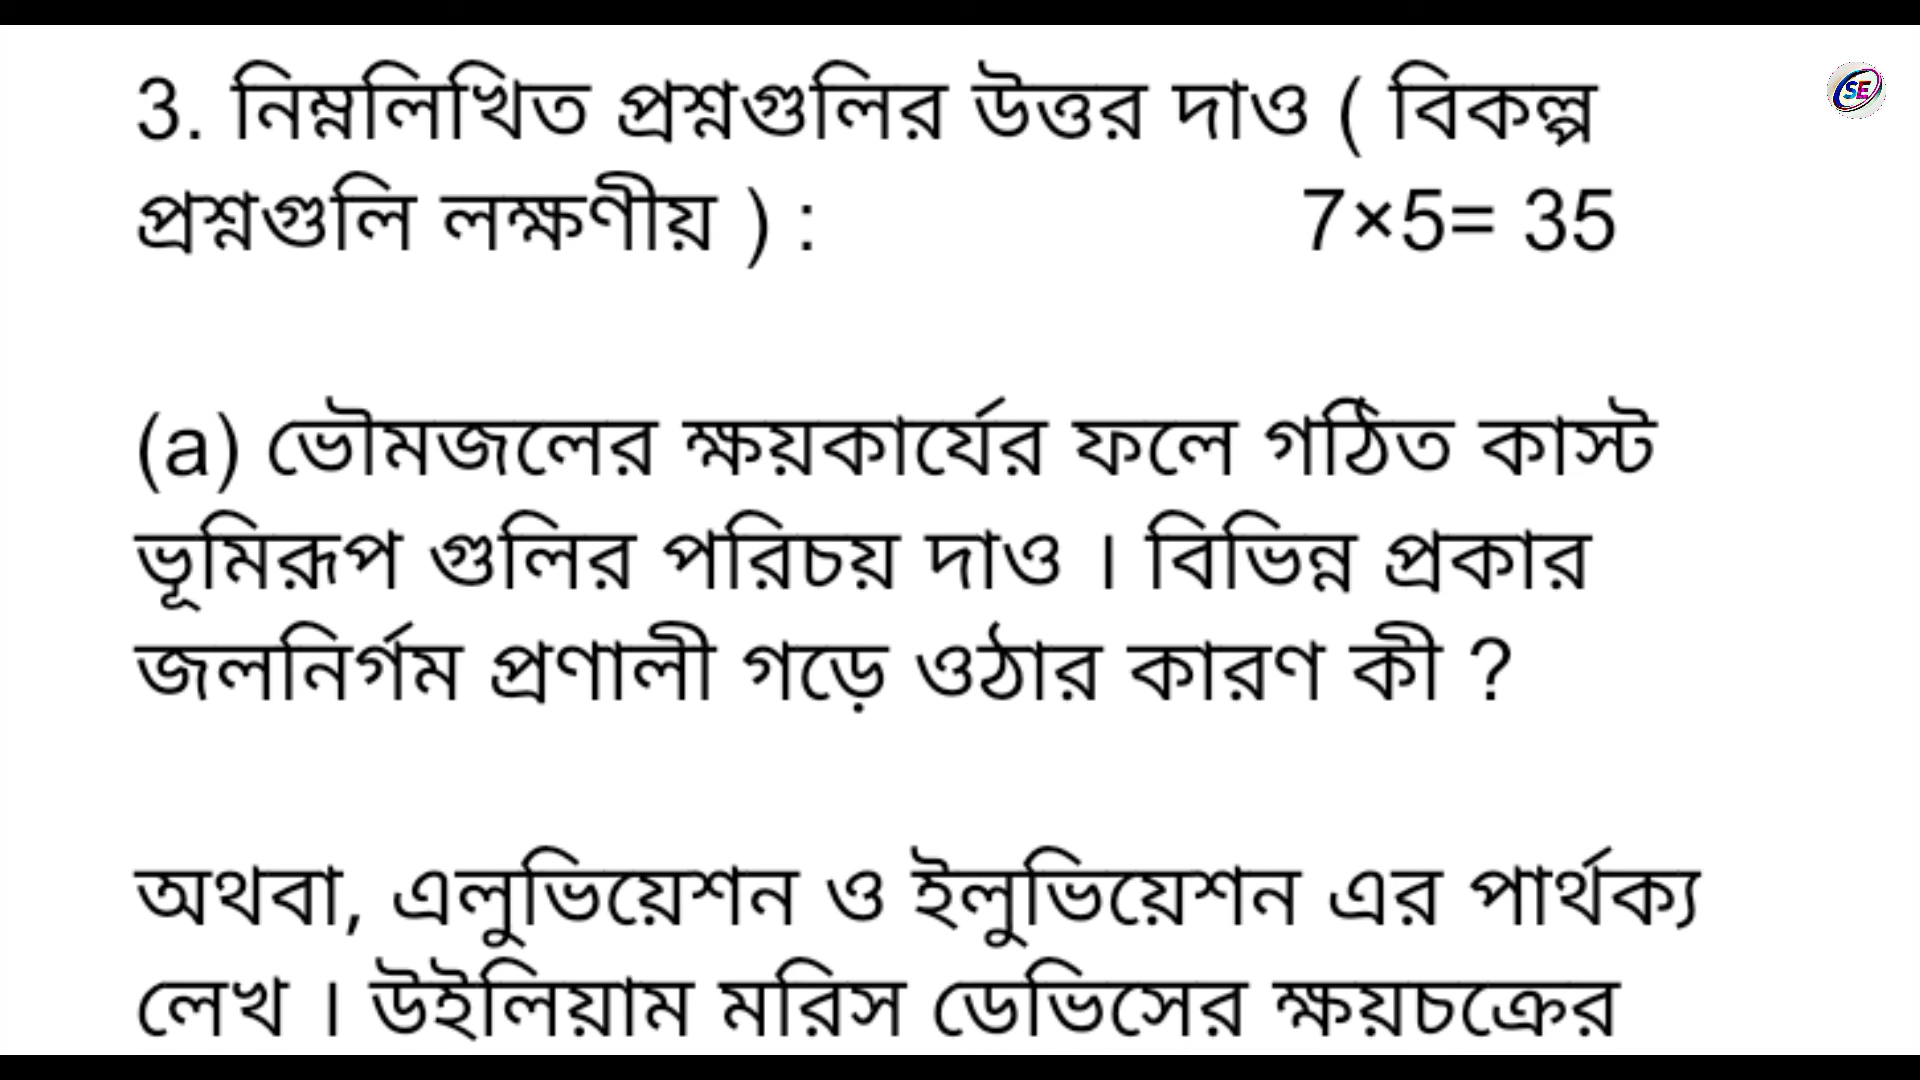 3. নিম্নলিখিত প্রশ্নগুলির উত্তর দাও ( বিকল্প
প্রশ্নগুলি লক্ষণীয় ) : 7×5= 35
(a) ভৌমজলের ক্ষয়কার্যের ফলে গঠিত কাস্ট
ভূমিরূপ গুলির পরিচয় দাও । বিভিন্ন প্রকার
জলনির্গম প্রণালী গড়ে ওঠার কারণ কী ?
অথবা, এলুভিয়েশন ও ইলুভিয়েশন এর পার্থক্য
লেখ । উইলিয়াম মরিস ডেভিসের ক্ষয়চক্রের
SE